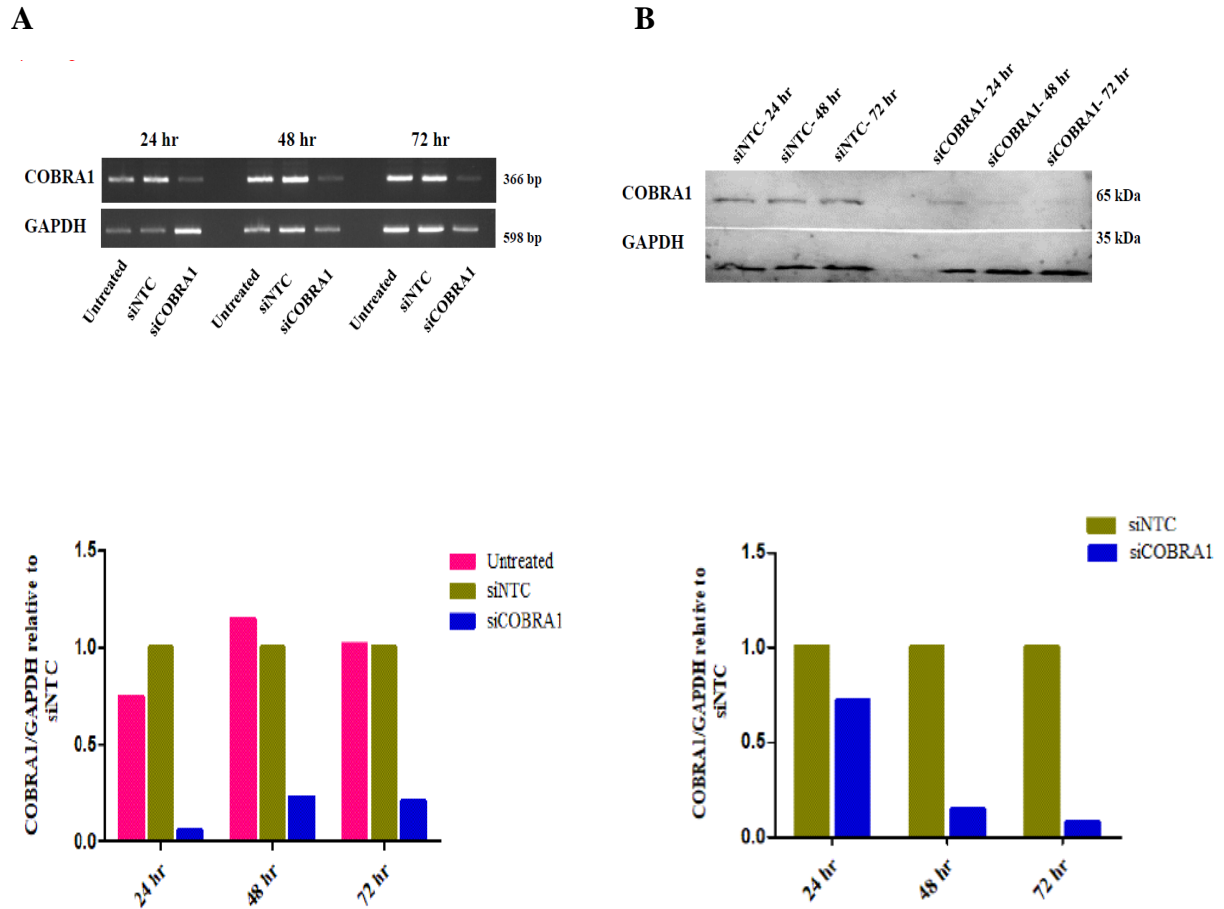 A
B
24 hr
48 hr
72 hr
COBRA1
366 bp
GAPDH
598 bp
Untreated
siNTC
siCOBRA1
Untreated
siNTC
siCOBRA1
Untreated
siNTC
siCOBRA1
siNTC- 24 hr
siNTC- 48 hr
siNTC- 72 hr
siCOBRA1- 24 hr
siCOBRA1- 48 hr
siCOBRA1- 72 hr
COBRA1
65 kDa
GAPDH
35 kDa
COBRA1/GAPDH relative to
siNTC
1.5
1.0
0.5
0.0
24 hr
48 hr
72 hr
Untreated
siNTC
siCOBRA1
COBRA1/GAPDH relative to
siNTC
1.5
1.0
0.5
0.0
24 hr
48 hr
72 hr
siNTC
siCOBRA1